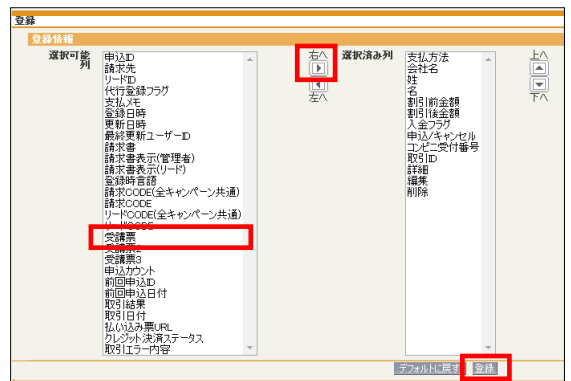 登録
登録情報
選択可能列
申込ID
請求先
リードID
代行登録フラグ
支払メモ
登録日時
更新日時
最終更新ユーザーID
請求書
請求書表示(管理者)
請求書表示(リード)
登録時言語
請求CODE(全キャンペーン共通)
請求CODE
リードCODE(全キャンペーン共通)
リードCODE
受講票
受講票2
受講票3
申込カウント
前回申込ID
前回申込日付
取引結果
取引日付
払い込み票URL
クレジット決済ステータス
取引エラー内容
右へ
左へ
選択済み列
支払方法
会社名
姓
名
割引前金額
割引後金額
入金フラグ
申込/キャンセル
コンビニ受付番号
取引ID
詳細
編集
削除
上へ
下へ
デフォルトに戻す
登録